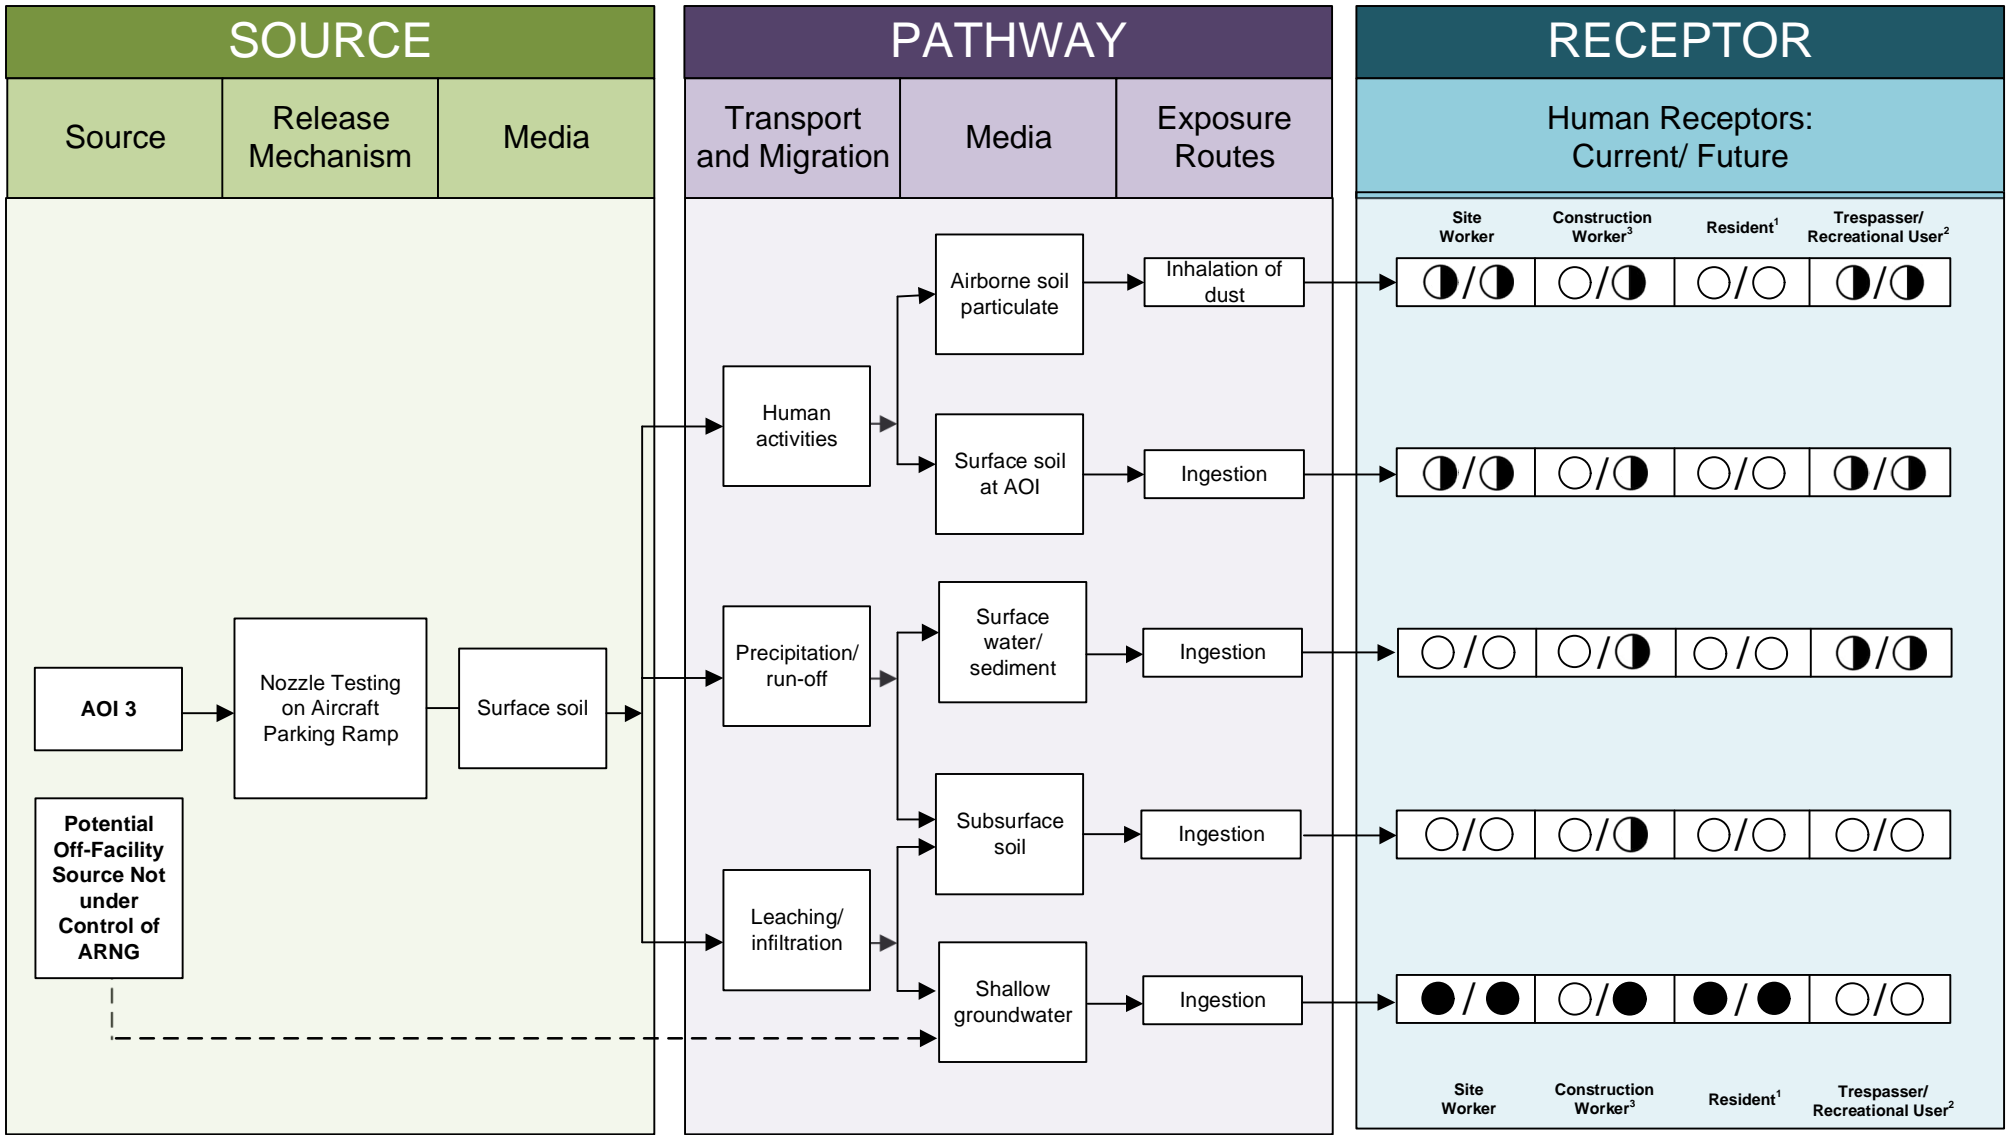 SOURCE
PATHWAY
RECEPTOR
Source
Release
Mechanism
Media
Transport
and Migration
Media
Exposure
Routes
Human Receptors:
Current/ Future
Site
Worker
Construction
Worker³
Resident¹
Trespasser/
Recreational User²
Airborne soil
particulate
Inhalation of
dust
/
/
/
/
Human
activities
Surface soil
at AOI
Ingestion
/
/
/
/
AOI 3
Nozzle Testing
on Aircraft
Parking Ramp
Surface soil
Precipitation/
run-off
Surface
water/
sediment
Ingestion
/
/
/
/
Potential
Off-Facility
Source Not
under
Control of
ARNG
Subsurface
soil
Ingestion
/
/
/
/
Leaching/
infiltration
Shallow
groundwater
Ingestion
/
/
/
/
Site
Worker
Construction
Worker³
Resident¹
Trespasser/
Recreational User²